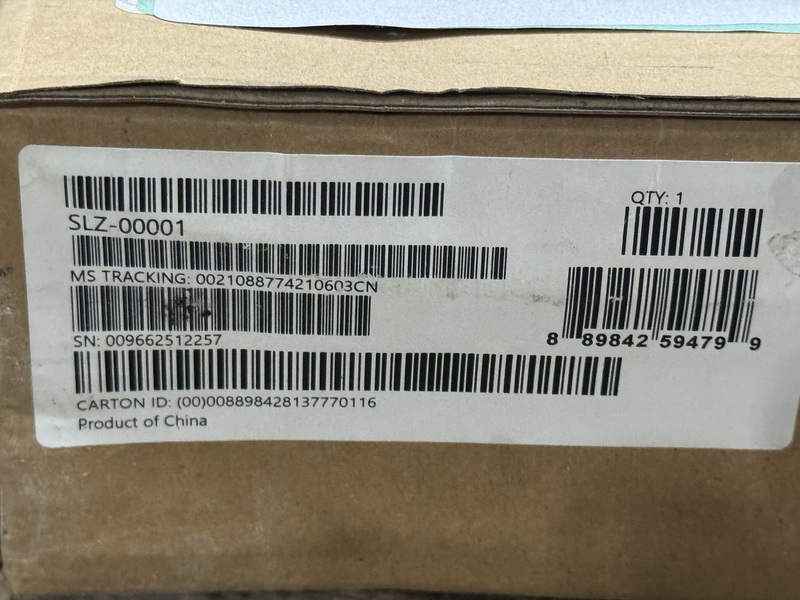 SLZ-00001
QTY: 1
MS TRACKING: 0021088774210603CN
SN: 009662512257
8 89842 59479 9
CARTON ID: (00)008898428137770116
Product of China